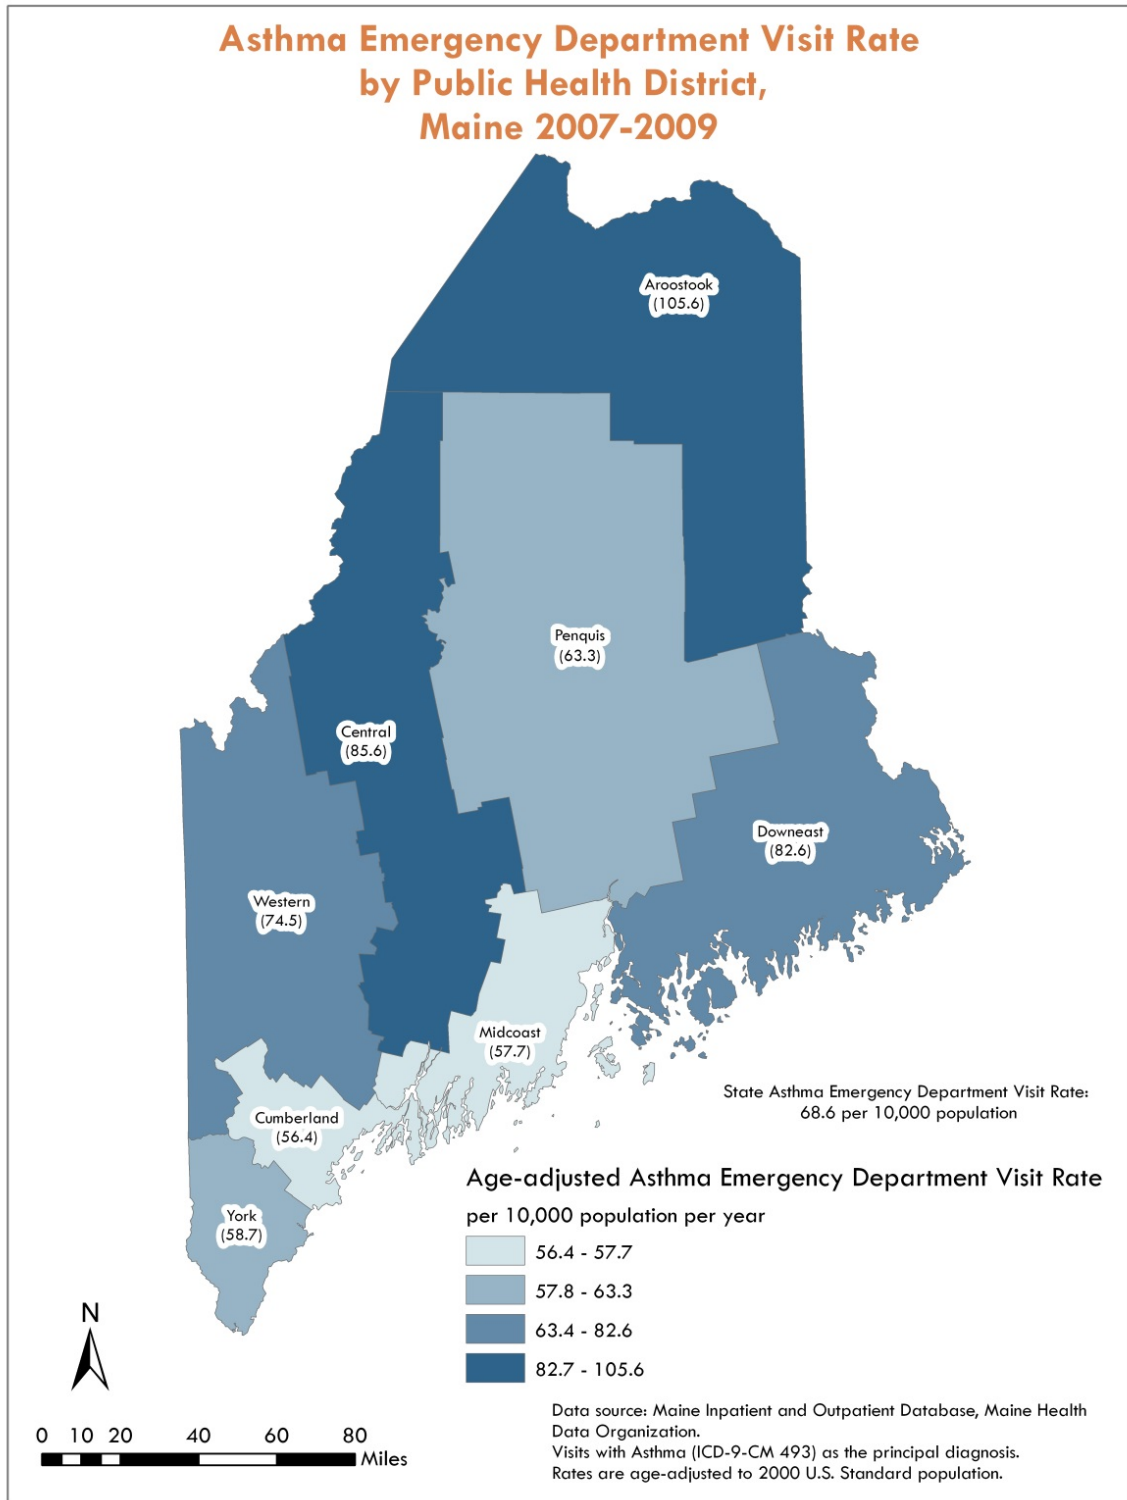 Asthma Emergency Department Visit Rate
by Public Health District,
Maine 2007-2009
Aroostook
(105.6)
Penquis
(63.3)
Central
(85.6)
Downeast
(82.6)
Western
(74.5)
Midcoast
(57.7)
State Asthma Emergency Department Visit Rate:
68.6 per 10,000 population
Cumberland
(56.4)
York
(58.7)
Age-adjusted Asthma Emergency Department Visit Rate
per 10,000 population per year
56.4 - 57.7
57.8 - 63.3
63.4 - 82.6
82.7 - 105.6
N
0 10 20 40 60 80
Miles
Data source: Maine Inpatient and Outpatient Database, Maine Health
Data Organization.
Visits with Asthma (ICD-9-CM 493) as the principal diagnosis.
Rates are age-adjusted to 2000 U.S. Standard population.